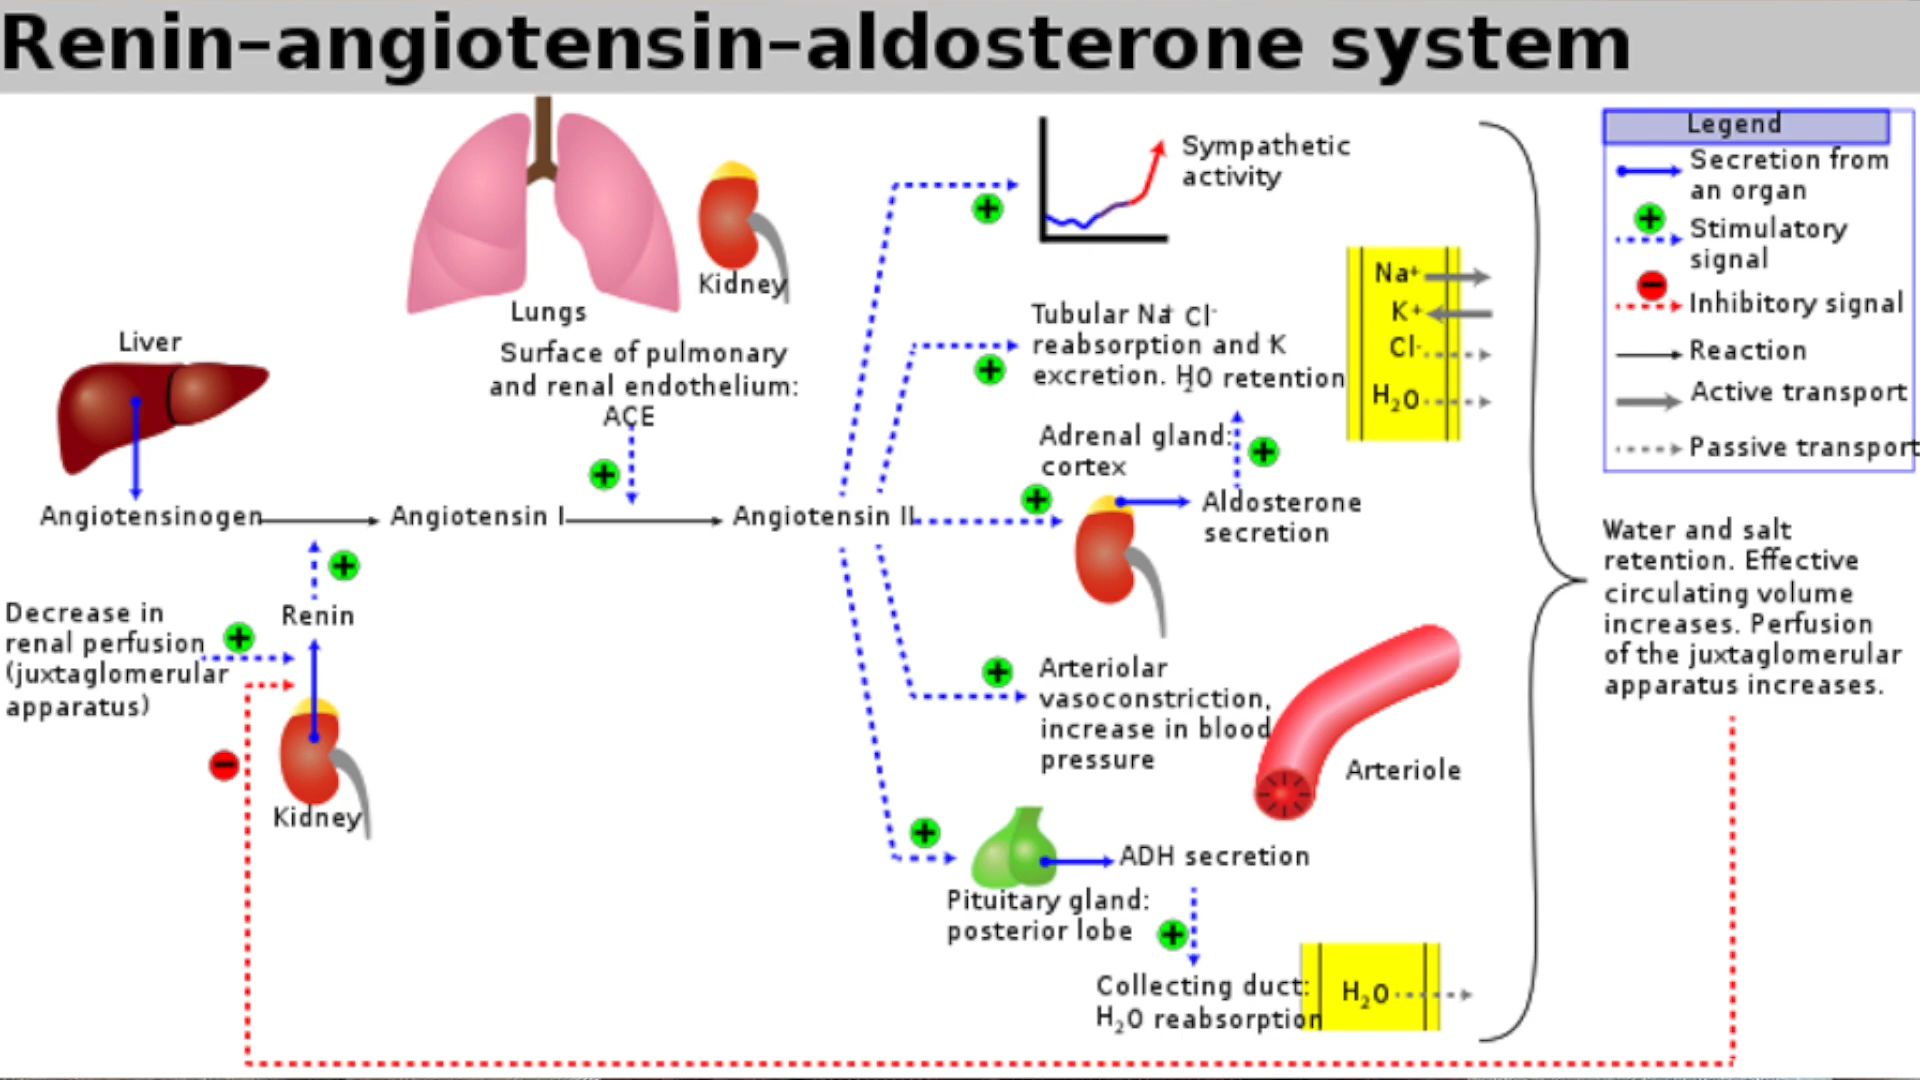 Renin–angiotensin–aldosterone system
Lungs
Kidney
Surface of pulmonary
and renal endothelium:
ACE
Liver
Angiotensinogen
Angiotensin I
Angiotensin II
Decrease in
renal perfusion
(juxtaglomerular
apparatus)
Renin
Kidney
Sympathetic
activity
Tubular Na+ Cl-
reabsorption and K
excretion. H2O retention
Na+
K+
Cl-
H2O
Adrenal gland:
cortex
Aldosterone
secretion
Arteriolar
vasoconstriction,
increase in blood
pressure
Arteriole
ADH secretion
Pituitary gland:
posterior lobe
Collecting duct:
H2O reabsorption
H2O
Legend
Secretion from
an organ
Stimulatory
signal
Inhibitory signal
Reaction
Active transport
Passive transport
Water and salt
retention. Effective
circulating volume
increases. Perfusion
of the juxtaglomerular
apparatus increases.